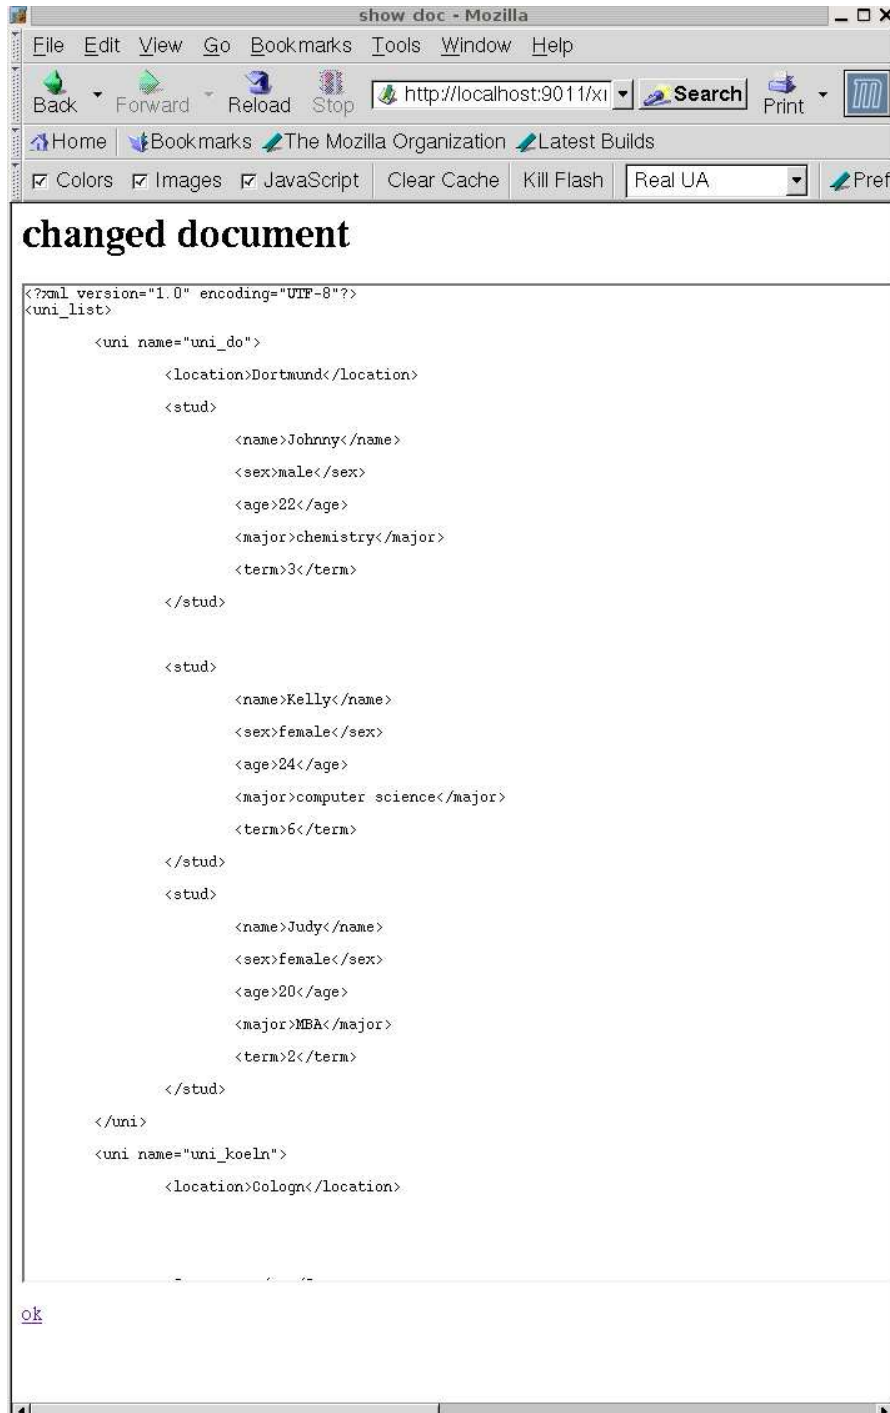 show doc - Mozilla
File Edit View Go Bookmarks Tools Window Help
Back Forward Reload Stop http://localhost:9011/x Search Print
Home Bookmarks The Mozilla Organization Latest Builds
Colors Images JavaScript Clear Cache Kill Flash Real UA Pref
changed document
<?xml version="1.0" encoding="UTF-8"?>
<uni_list>
<uni name="uni_do">
<location>Dortmund</location>
<stud>
<name>Johnny</name>
<sex>male</sex>
<age>22</age>
<major>chemistry</major>
<term>3</term>
</stud>
<stud>
<name>Kelly</name>
<sex>female</sex>
<age>24</age>
<major>computer science</major>
<term>6</term>
</stud>
<stud>
<name>Judy</name>
<sex>female</sex>
<age>20</age>
<major>MBA</major>
<term>2</term>
</stud>
</uni>
<uni name="uni_koeln">
<location>Cologn</location>
ok